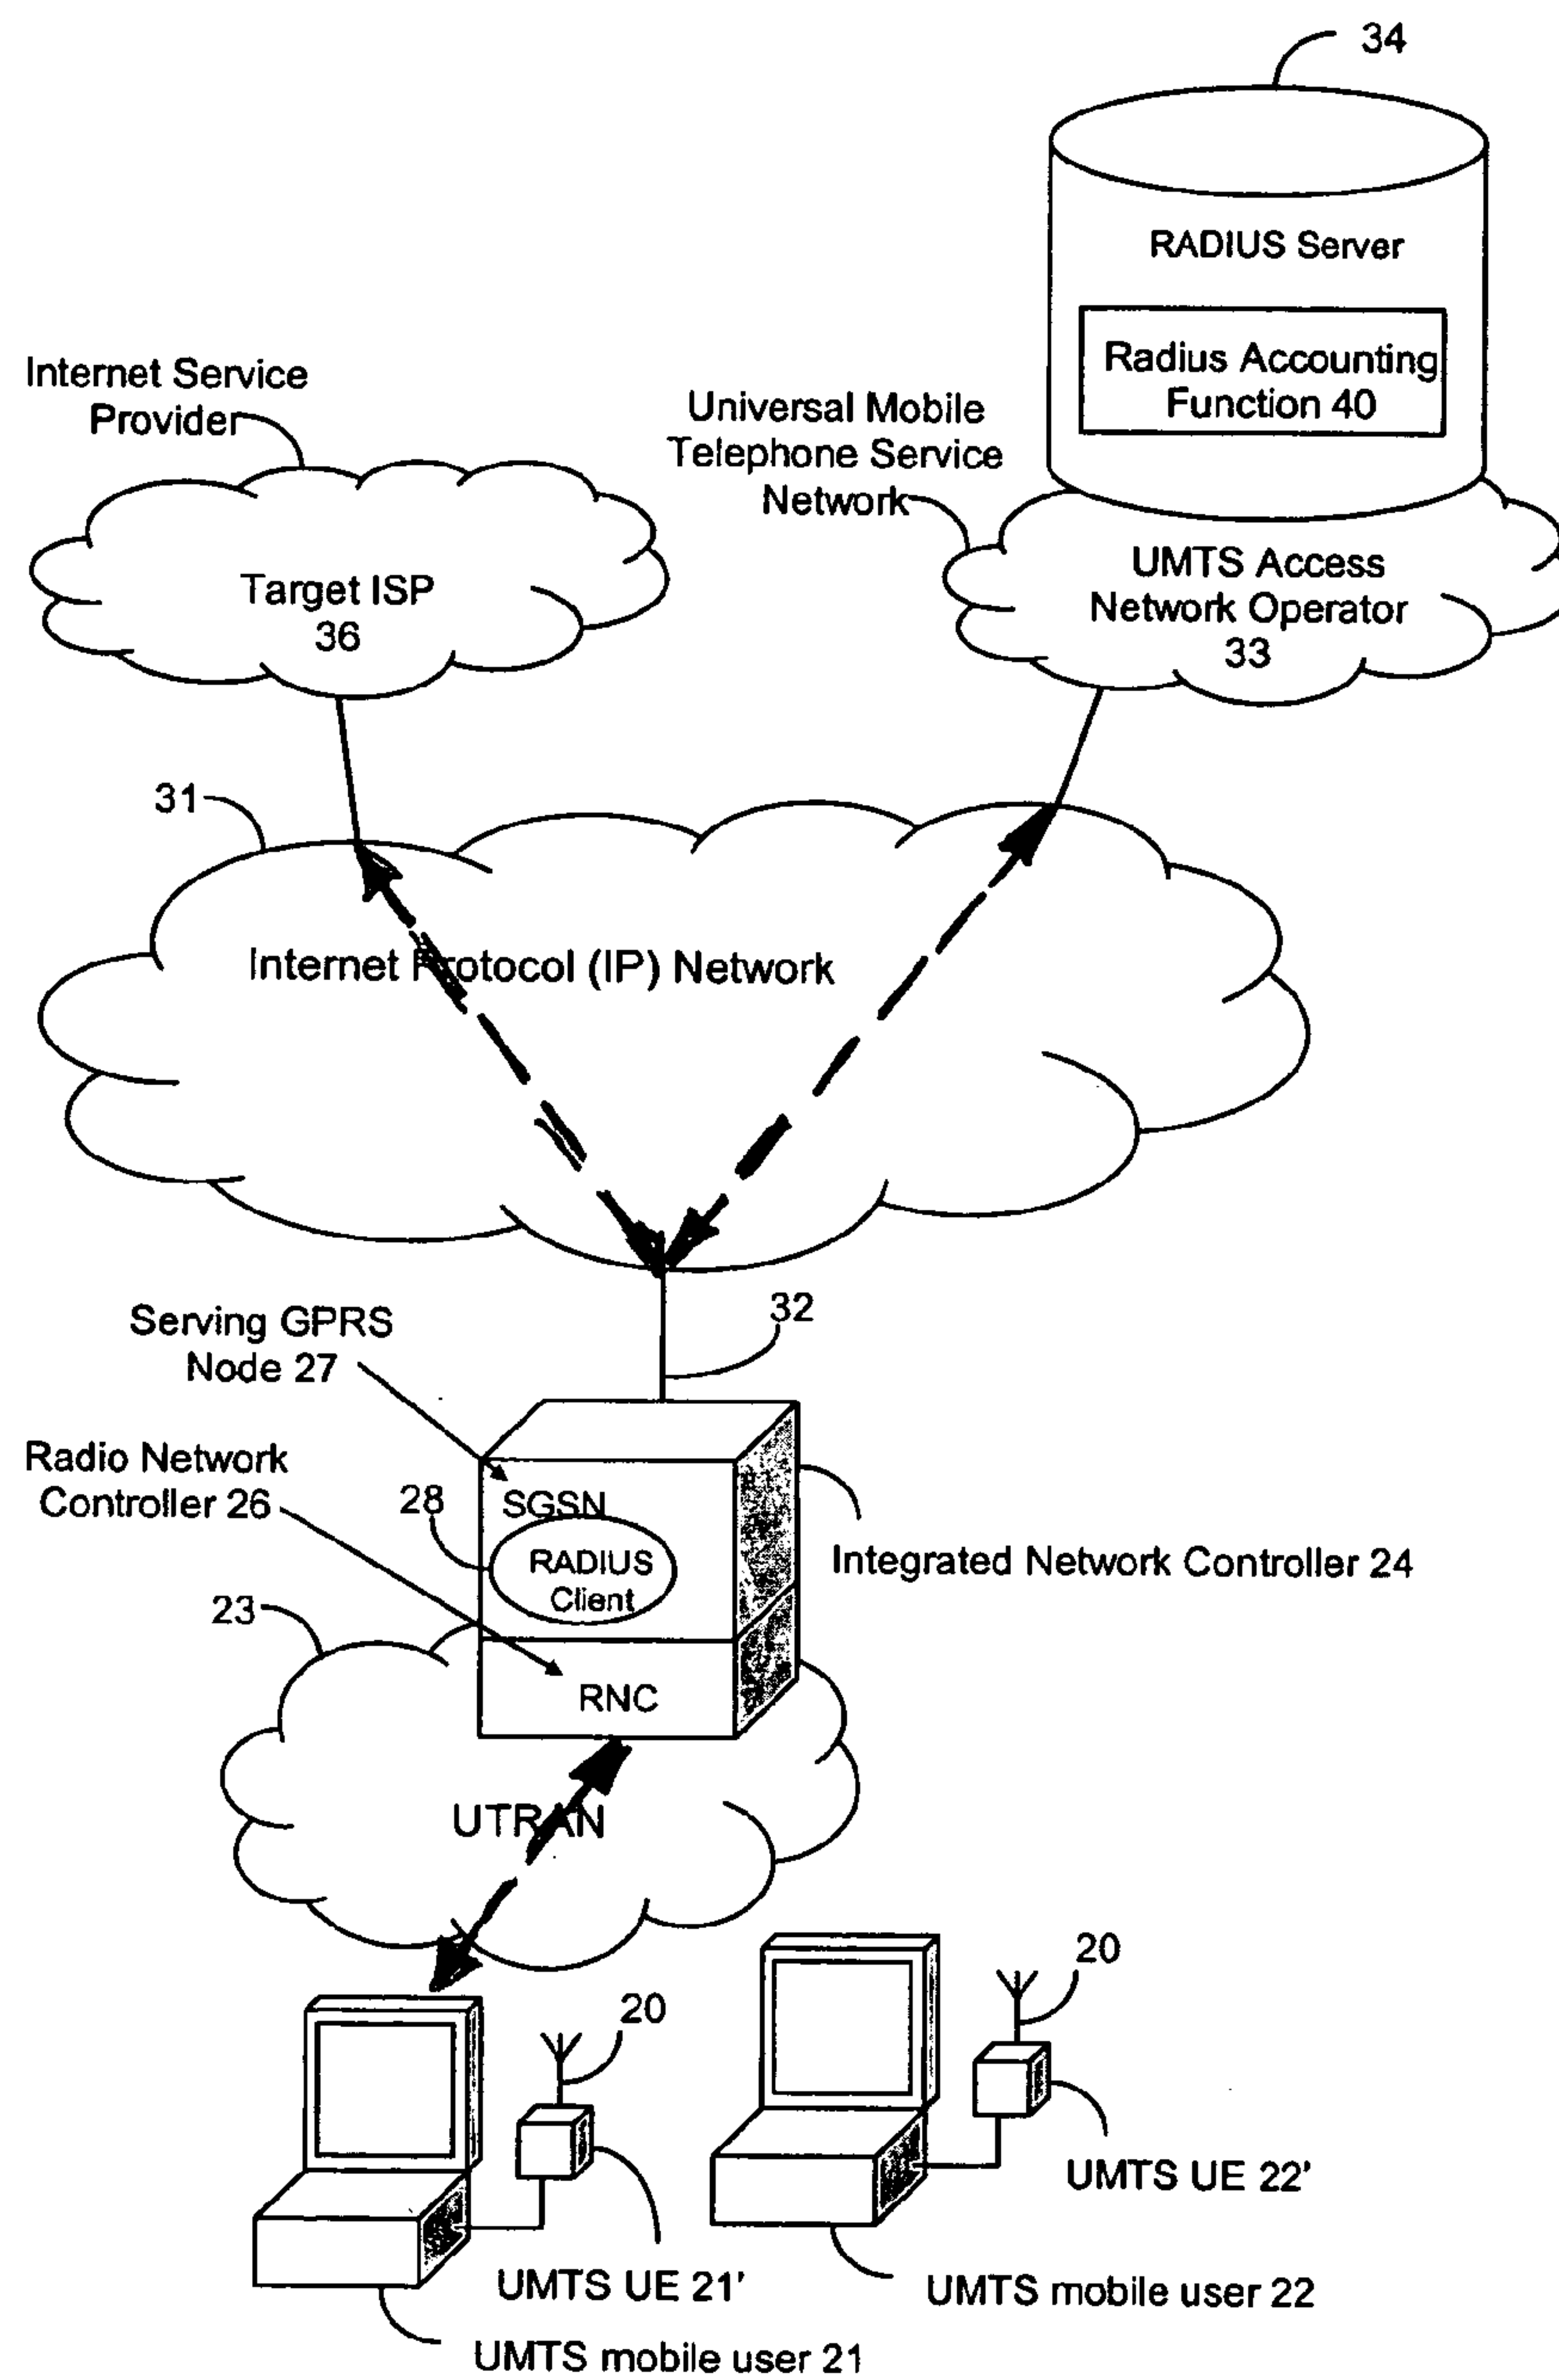 34
RADIUS Server
Radius Accounting
Function 40
Internet Service
Provider
Universal Mobile
Telephone Service
Network
Target ISP
36
UMTS Access
Network Operator
33
31
Internet Protocol (IP) Network
32
Serving GPRS
Node 27
Radio Network
Controller 26
28
SGSN
RADIUS
Client
Integrated Network Controller 24
23
RNC
UTRAN
20
20
UMTS UE 22'
UMTS UE 21'
UMTS mobile user 22
UMTS mobile user 21